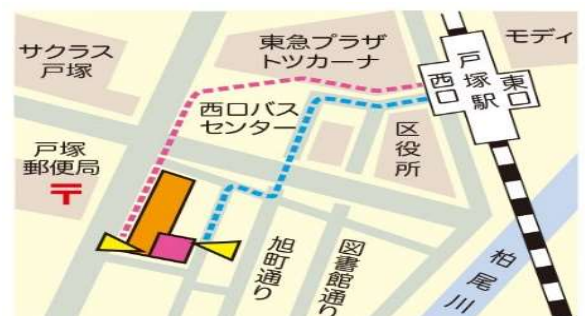 サクラス
戸塚
東急プラザ
トツカーナ
モディ
戸塚駅
西口
東口
西口バス
センター
区役所
戸塚
郵便局
〒
旭町通り
図書館通り
柏尾川